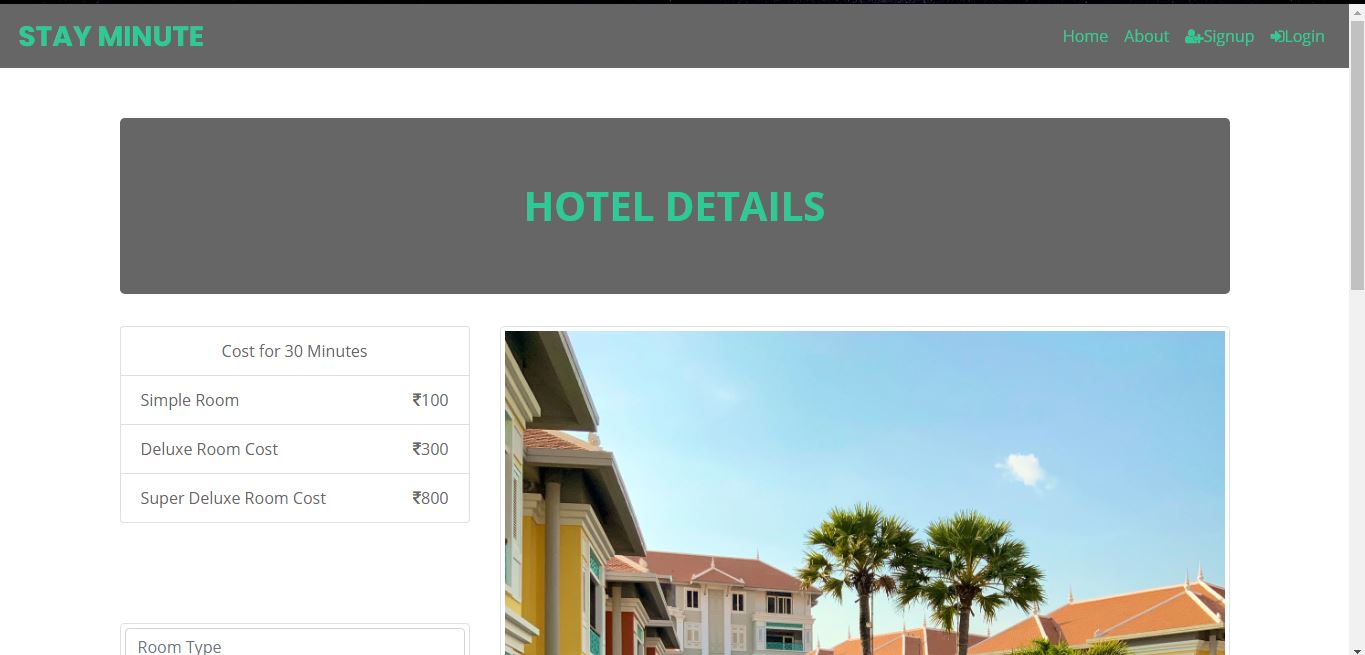 STAY MINUTE
Home About Signup Login
HOTEL DETAILS
Cost for 30 Minutes
Simple Room ₹100
Deluxe Room Cost ₹300
Super Deluxe Room Cost ₹800
Room Type